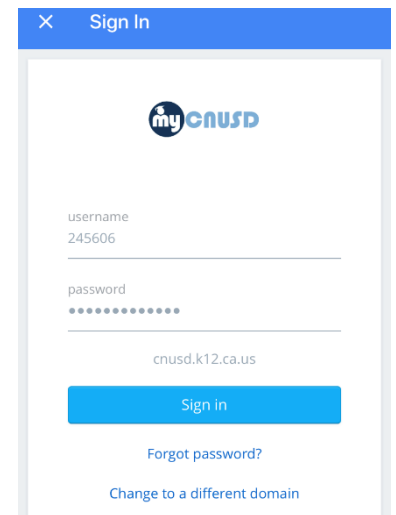 × Sign In
myCNUSD
username
245606
password
•••••••••••••
cnusd.k12.ca.us
Sign in
Forgot password?
Change to a different domain